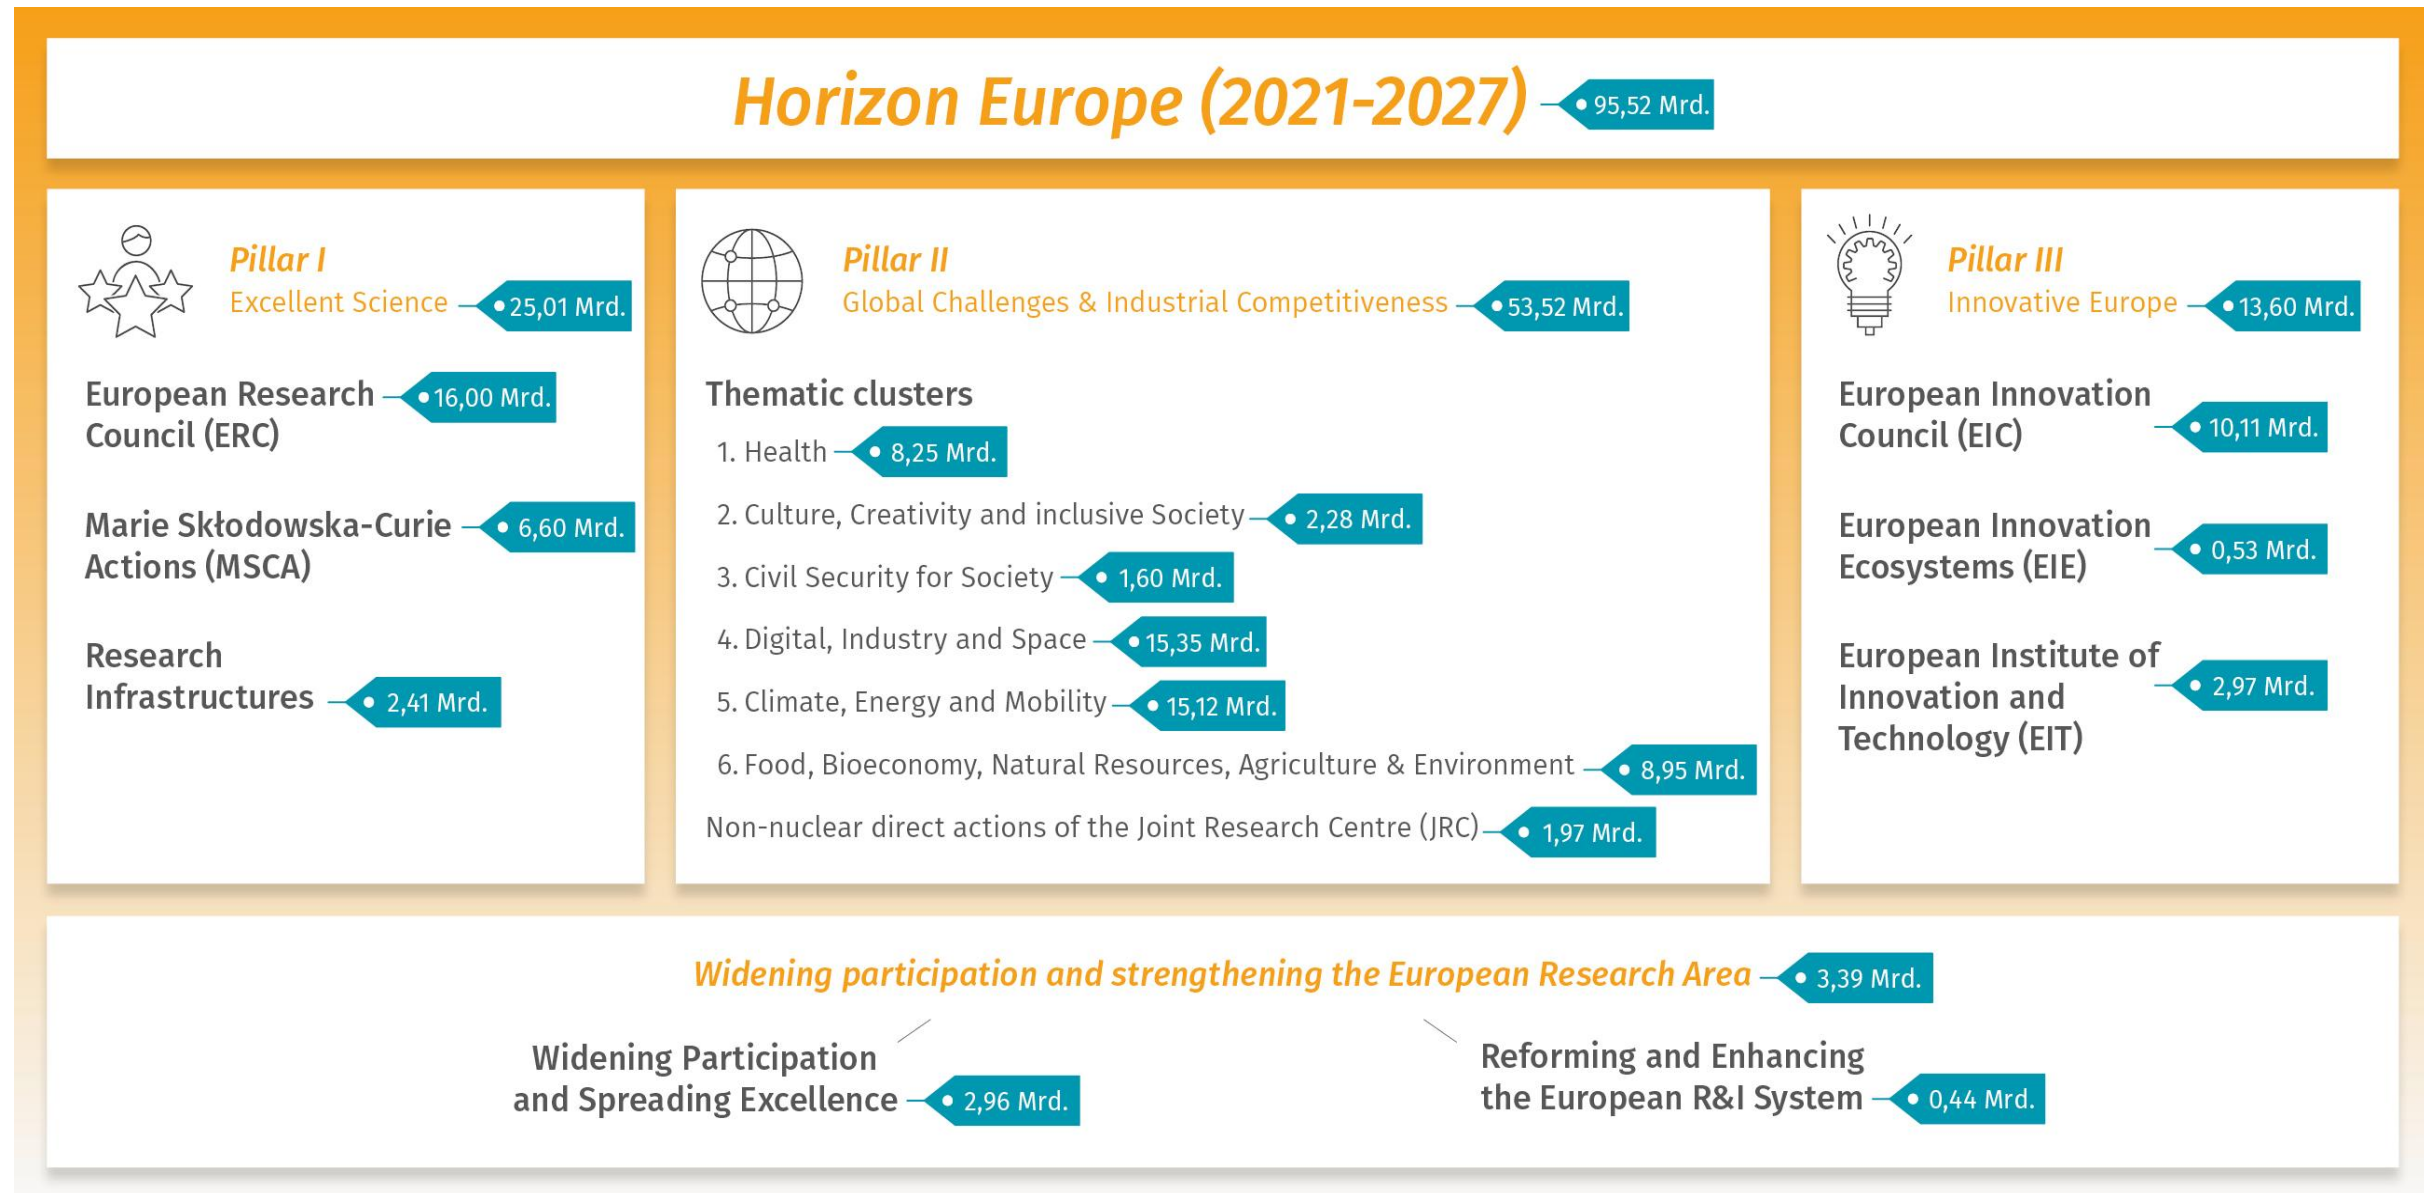 Horizon Europe (2021-2027) 95,52 Mrd.
Pillar I
Excellent Science 25,01 Mrd.
European Research 16,00 Mrd.
Council (ERC)
Marie Skłodowska-Curie 6,60 Mrd.
Actions (MSCA)
Research
Infrastructures 2,41 Mrd.
Pillar II
Global Challenges & Industrial Competitiveness 53,52 Mrd.
Thematic clusters
1. Health 8,25 Mrd.
2. Culture, Creativity and inclusive Society 2,28 Mrd.
3. Civil Security for Society 1,60 Mrd.
4. Digital, Industry and Space 15,35 Mrd.
5. Climate, Energy and Mobility 15,12 Mrd.
6. Food, Bioeconomy, Natural Resources, Agriculture & Environment 8,95 Mrd.
Non-nuclear direct actions of the Joint Research Centre (JRC) 1,97 Mrd.
Pillar III
Innovative Europe 13,60 Mrd.
European Innovation
Council (EIC) 10,11 Mrd.
European Innovation
Ecosystems (EIE) 0,53 Mrd.
European Institute of
Innovation and 2,97 Mrd.
Technology (EIT)
Widening participation and strengthening the European Research Area 3,39 Mrd.
Widening Participation
and Spreading Excellence 2,96 Mrd.
Reforming and Enhancing
the European R&I System 0,44 Mrd.